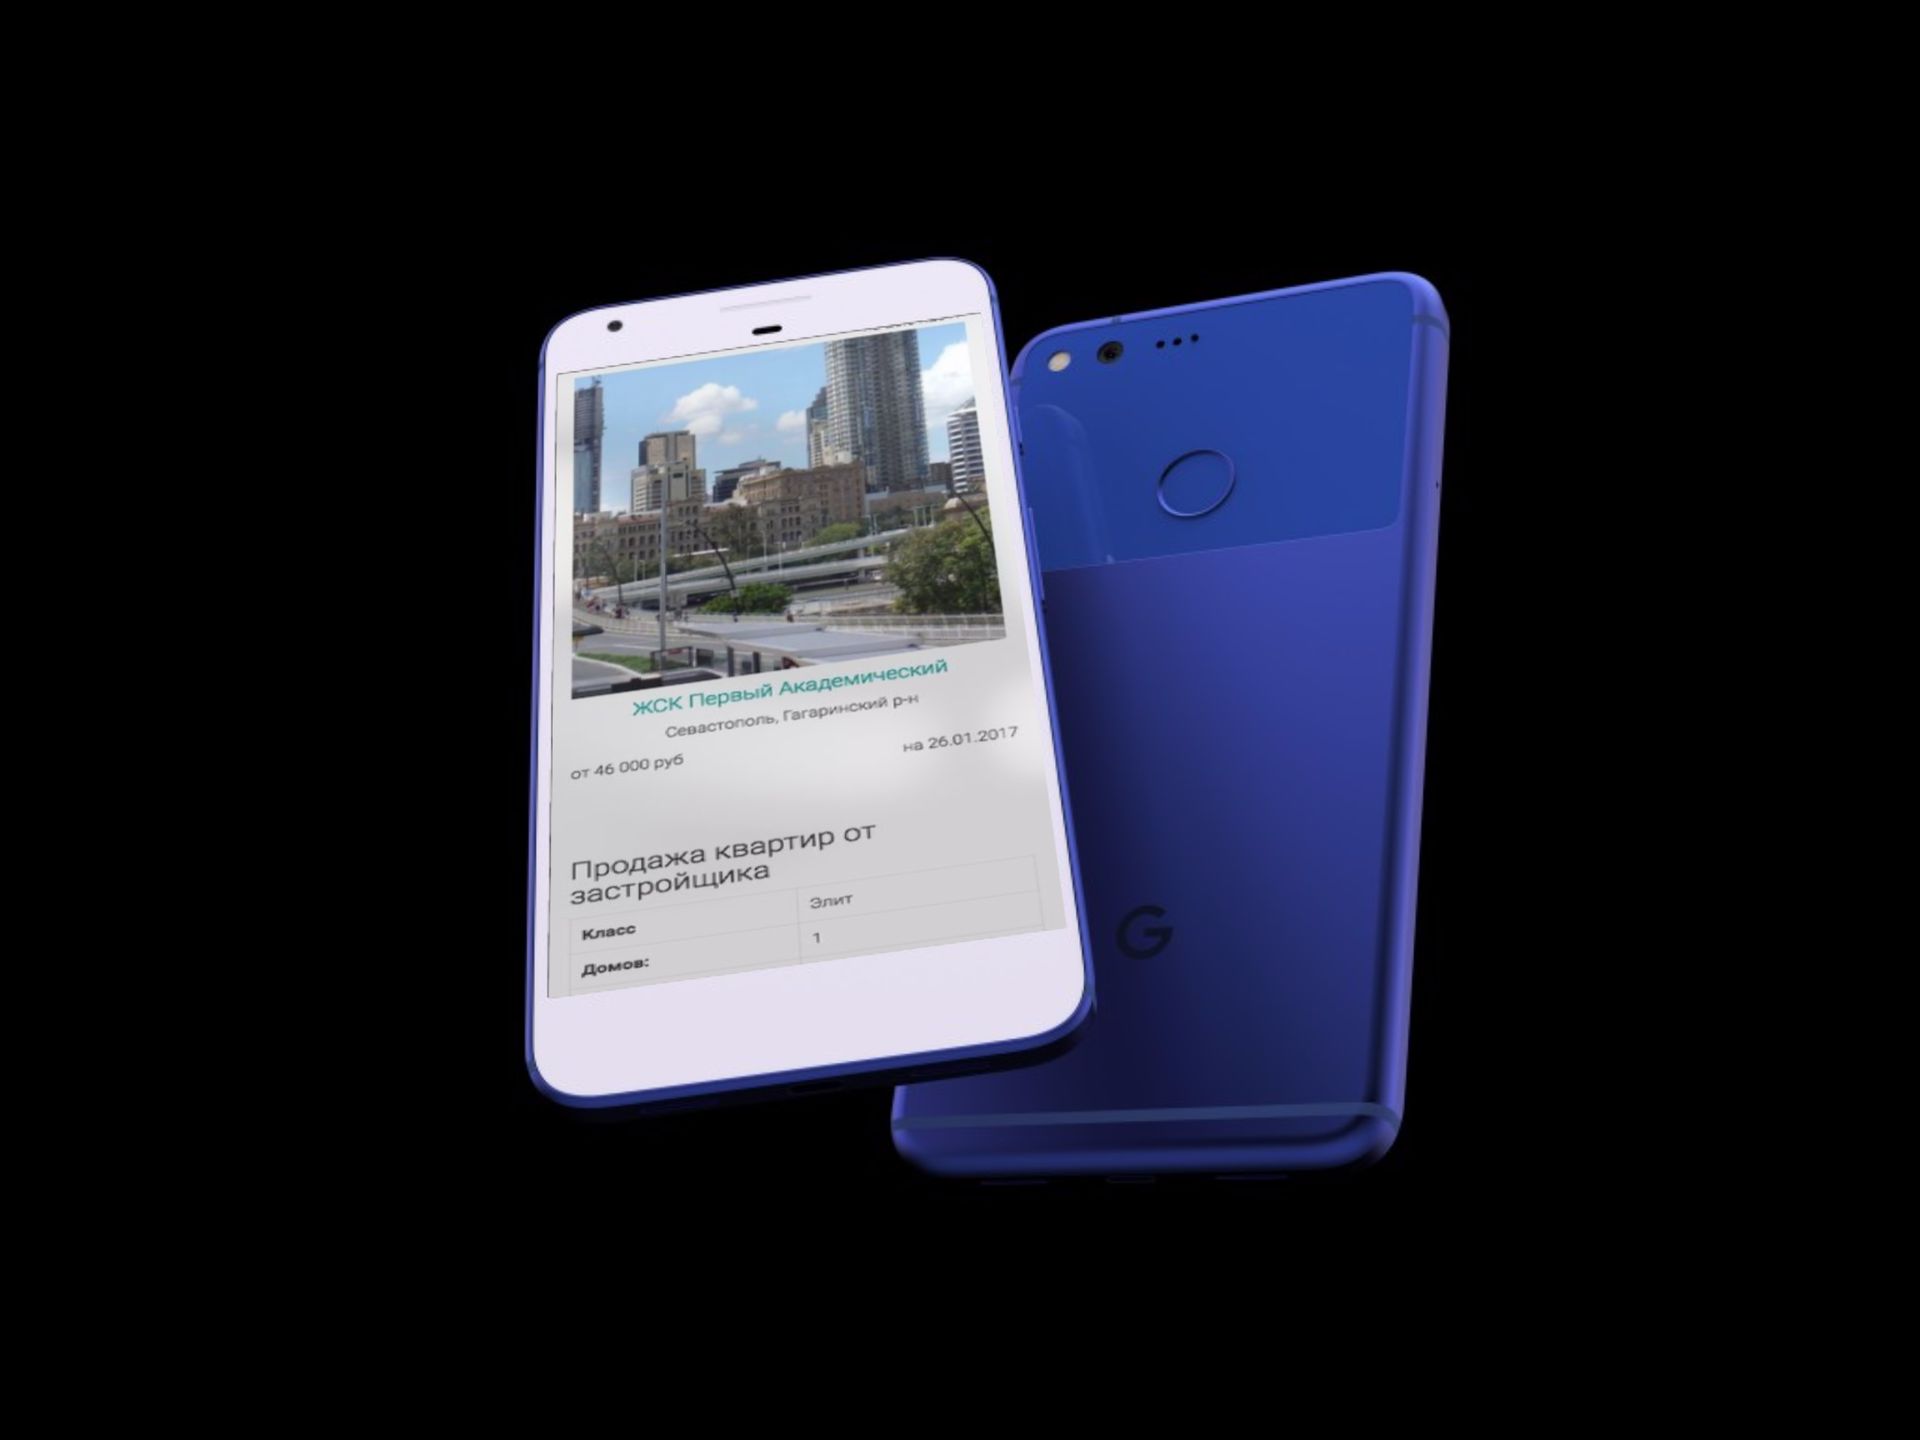 ЖСК Первый Академический
Севастополь, Гагаринский р-н
от 46 000 руб
на 26.01.2017
Продажа квартир от
застройщика
Класс
Элит
Домов:
1
G